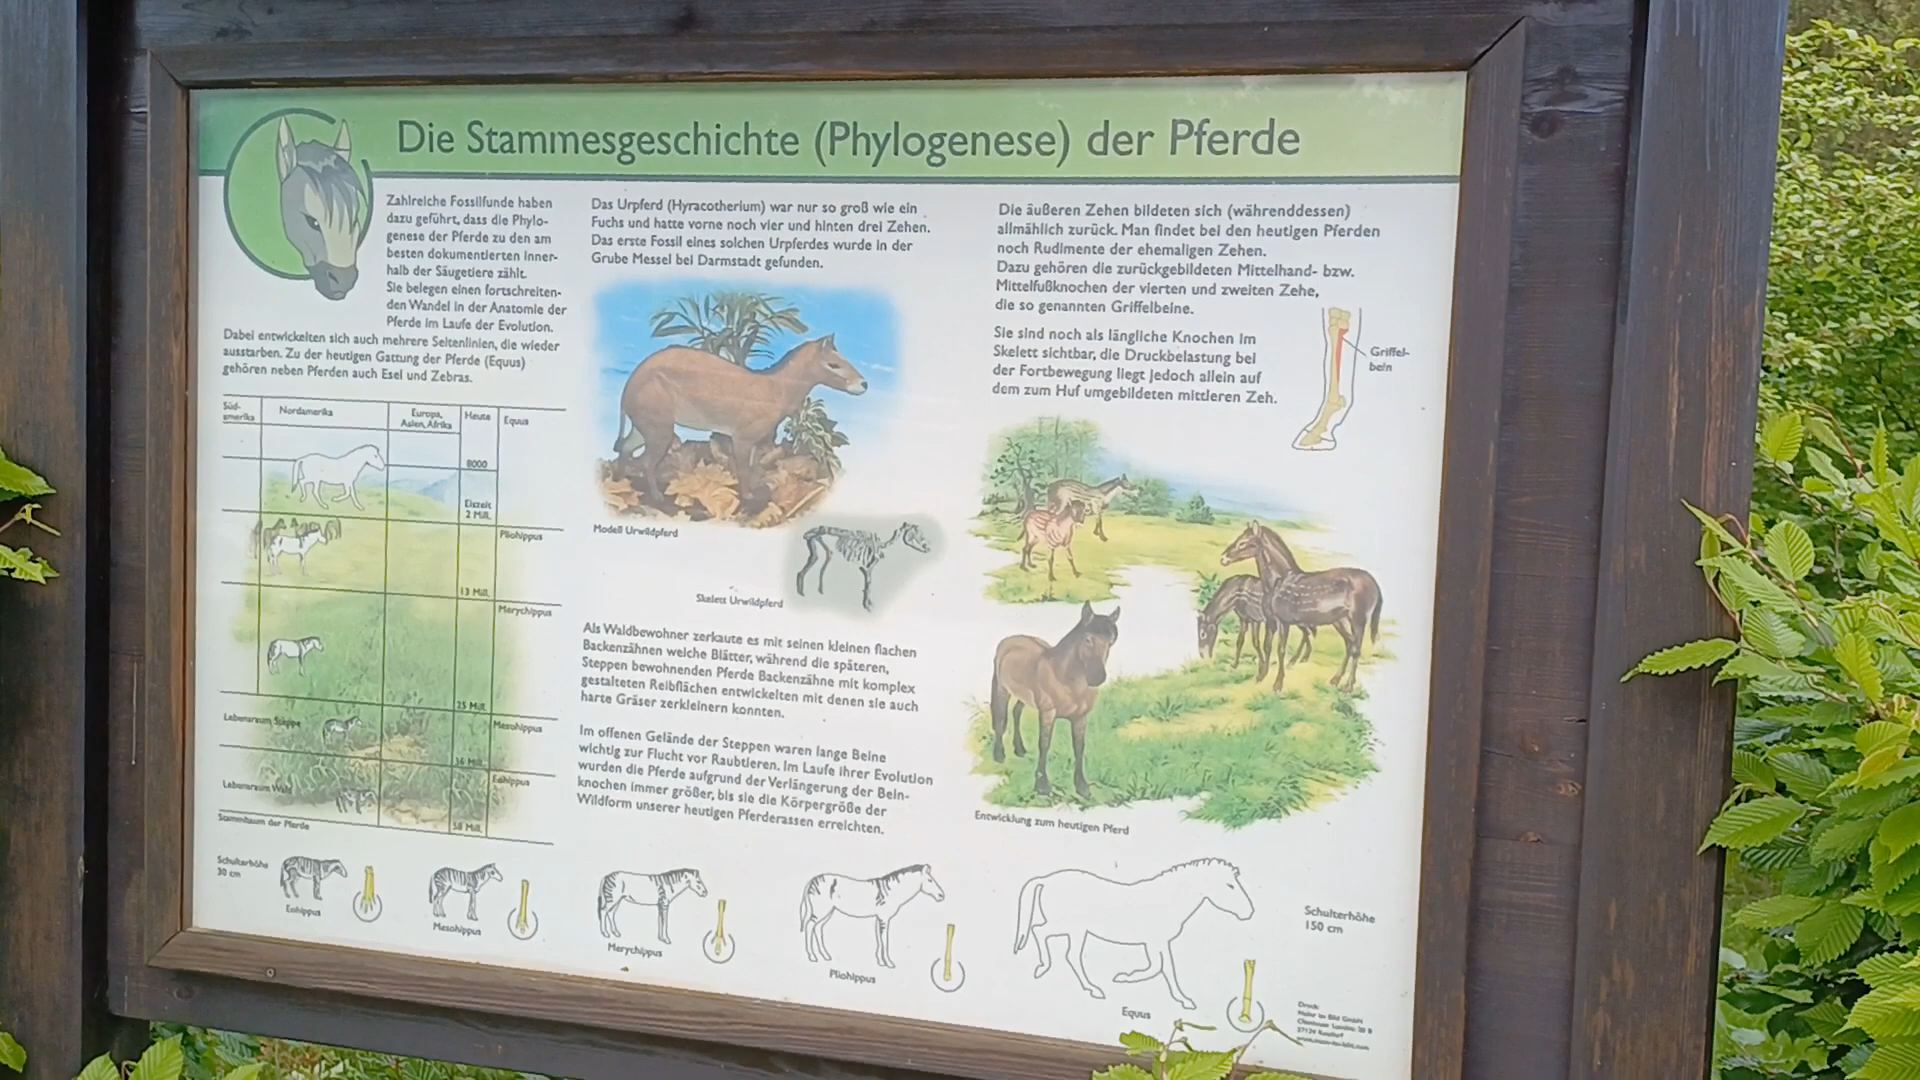 Die Stammesgeschichte (Phylogenese) der Pferde
Zahlreiche Fossilfunde haben
dazu geführt, dass die Phylo-
genese der Pferde zu den am
besten dokumentierten inner-
halb der Säugetiere zählt.
Sie belegen einen fortschreiten-
den Wandel in der Anatomie der
Pferde im Laufe der Evolution.
Dabei entwickelten sich auch mehrere Seitenlinien, die wieder
ausstarben. Zu der heutigen Gattung der Pferde (Equus)
gehören neben Pferden auch Esel und Zebras.
Süd-
amerika
Nordamerika
Europa,
Asien, Afrika
Heute
Equus
8000
Eiszeit
2 Mill.
Pliohippus
13 Mill.
Merychippus
25 Mill.
Lebensraum Steppe
Mesohippus
36 Mill.
Lebensraum Wald
Eohippus
58 Mill.
Stammbaum der Pferde
Das Urpferd (Hyracotherium) war nur so groß wie ein
Fuchs und hatte vorne noch vier und hinten drei Zehen.
Das erste Fossil eines solchen Urpferdes wurde in der
Grube Messel bei Darmstadt gefunden.
Modell Urwildpferd
Skelett Urwildpferd
Als Waldbewohner zerkaute es mit seinen kleinen flachen
Backenzähnen weiche Blätter, während die späteren,
Steppen bewohnenden Pferde Backenzähne mit komplex
gestalteten Reibflächen entwickelten mit denen sie auch
harte Gräser zerkleinern konnten.
Im offenen Gelände der Steppen waren lange Beine
wichtig zur Flucht vor Raubtieren. Im Laufe ihrer Evolution
wurden die Pferde aufgrund der Verlängerung der Bein-
knochen immer größer, bis sie die Körpergröße der
Wildform unserer heutigen Pferderassen erreichten.
Die äußeren Zehen bildeten sich (währenddessen)
allmählich zurück. Man findet bei den heutigen Pferden
noch Rudimente der ehemaligen Zehen.
Dazu gehören die zurückgebildeten Mittelhand- bzw.
Mittelfußknochen der vierten und zweiten Zehe,
die so genannten Griffelbeine.
Sie sind noch als längliche Knochen im
Skelett sichtbar, die Druckbelastung bei
der Fortbewegung liegt jedoch allein auf
dem zum Huf umgebildeten mittleren Zeh.
Griffel-
bein
Entwicklung zum heutigen Pferd
Schulterhöhe
30 cm
Eohippus
Mesohippus
Merychippus
Pliohippus
Equus
Schulterhöhe
150 cm
Druck:
Natur im Bild GmbH